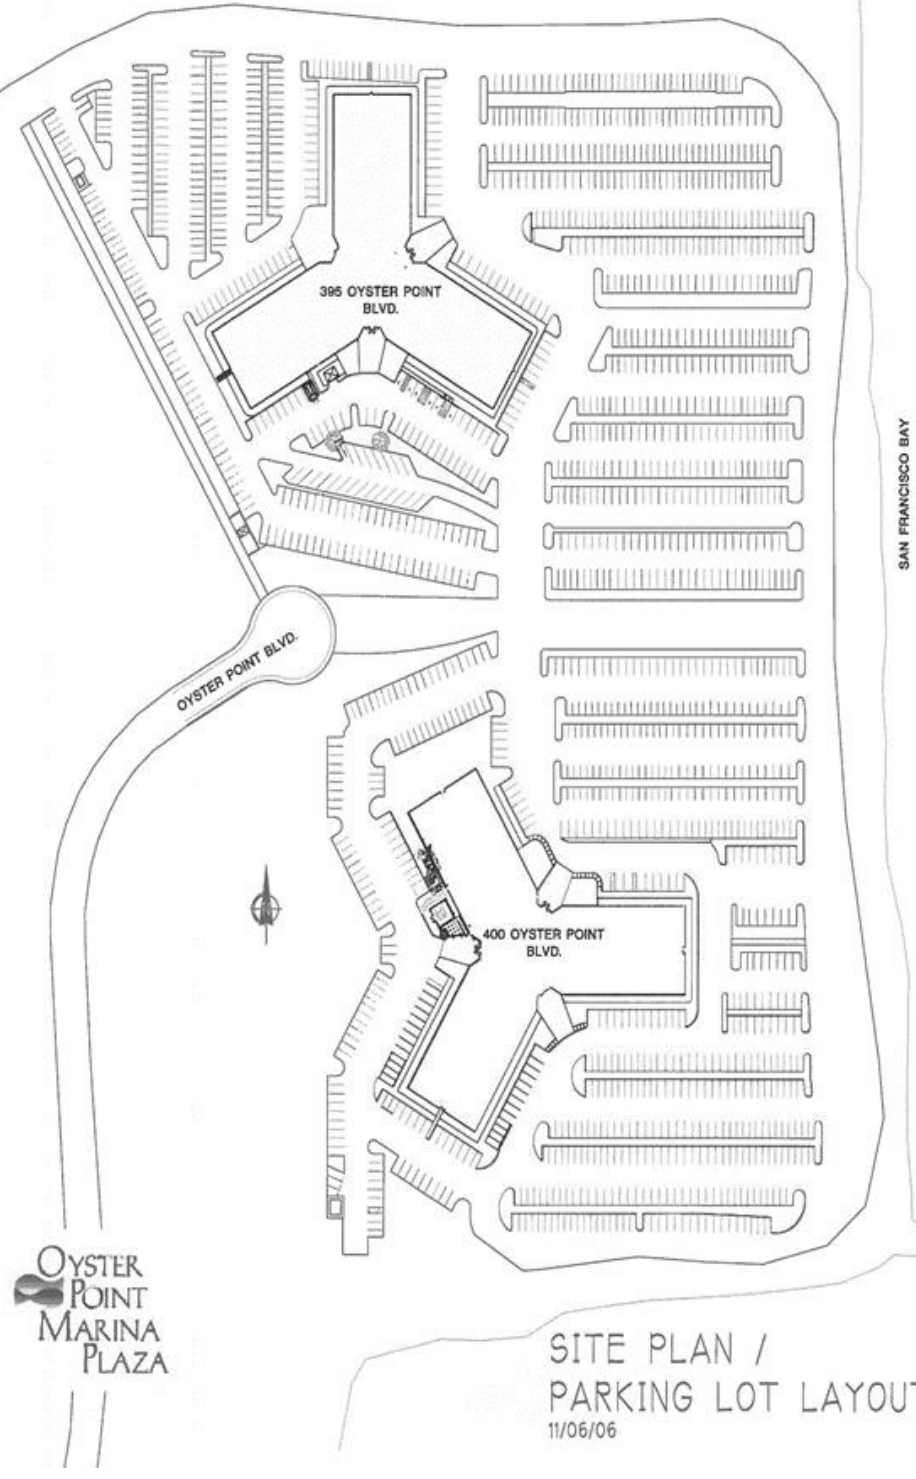 395 OYSTER POINT
BLVD.
SAN FRANCISCO BAY
OYSTER POINT BLVD.
400 OYSTER POINT
BLVD.
OYSTER
POINT
MARINA
PLAZA
SITE PLAN /
PARKING LOT LAYOUT
11/06/06